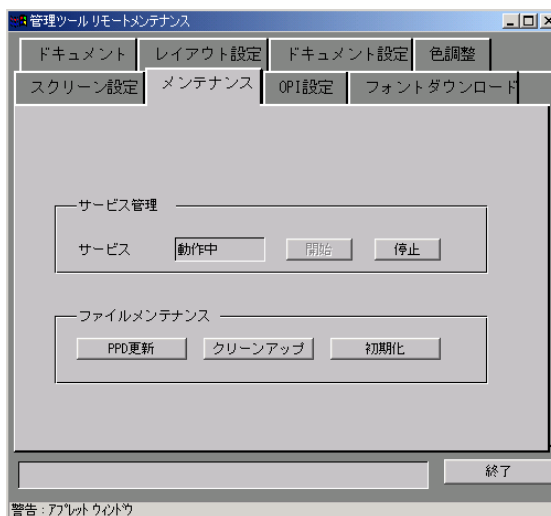 管理ツール リモートメンテナンス
ドキュメント レイアウト設定 ドキュメント設定 色調整
スクリーン設定 メンテナンス OPI設定 フォントダウンロード
サービス管理
サービス 動作中 開始 停止
ファイルメンテナンス
PPD更新 クリーンアップ 初期化
終了
警告 : アプレット ウィンドウ